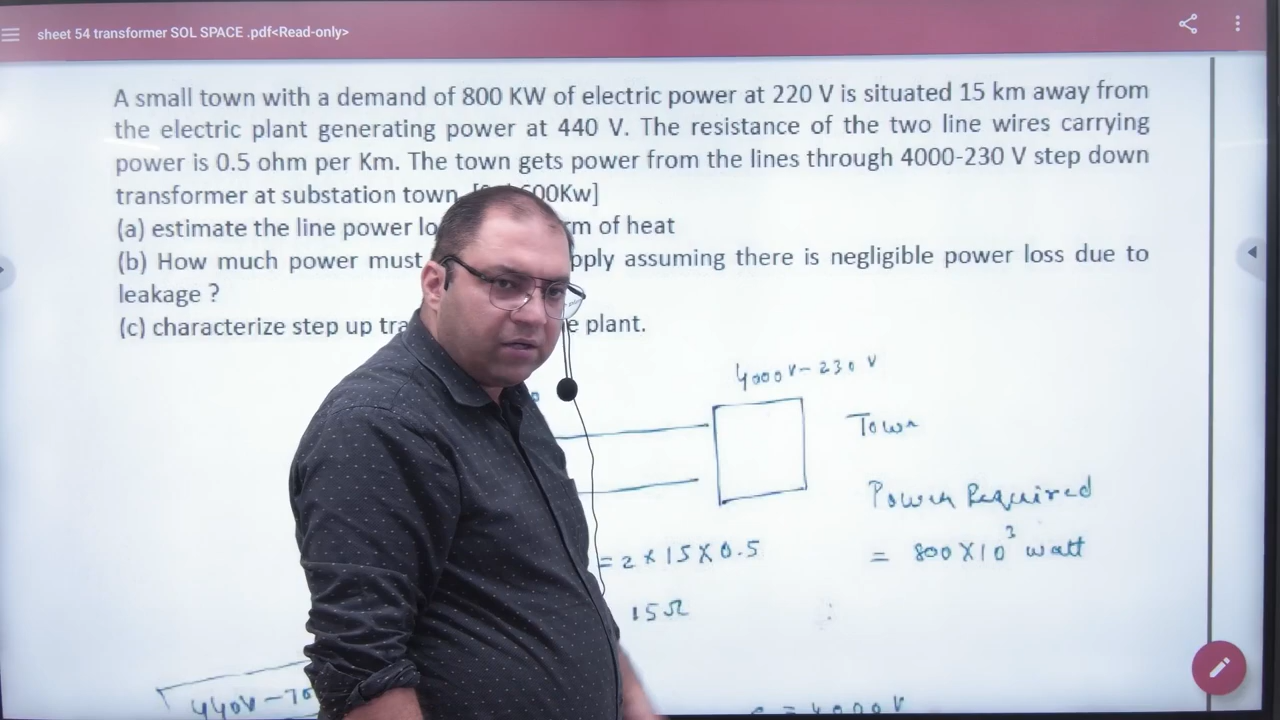 sheet 54 transformer SOL SPACE .pdf<Read-only>
A small town with a demand of 800 KW of electric power at 220 V is situated 15 km away from
the electric plant generating power at 440 V. The resistance of the two line wires carrying
power is 0.5 ohm per Km. The town gets power from the lines through 4000-230 V step down
transformer at substation town. 600Kw]
(a) estimate the line power of heat
(b) How much power must assuming there is negligible power loss due to
leakage ?
(c) characterize step up plant.
4000V-230 V
Town
Power Required
= 2 X 15 X 0.5
= 800X10³ watt
15Ω
440V-70
= 4000V